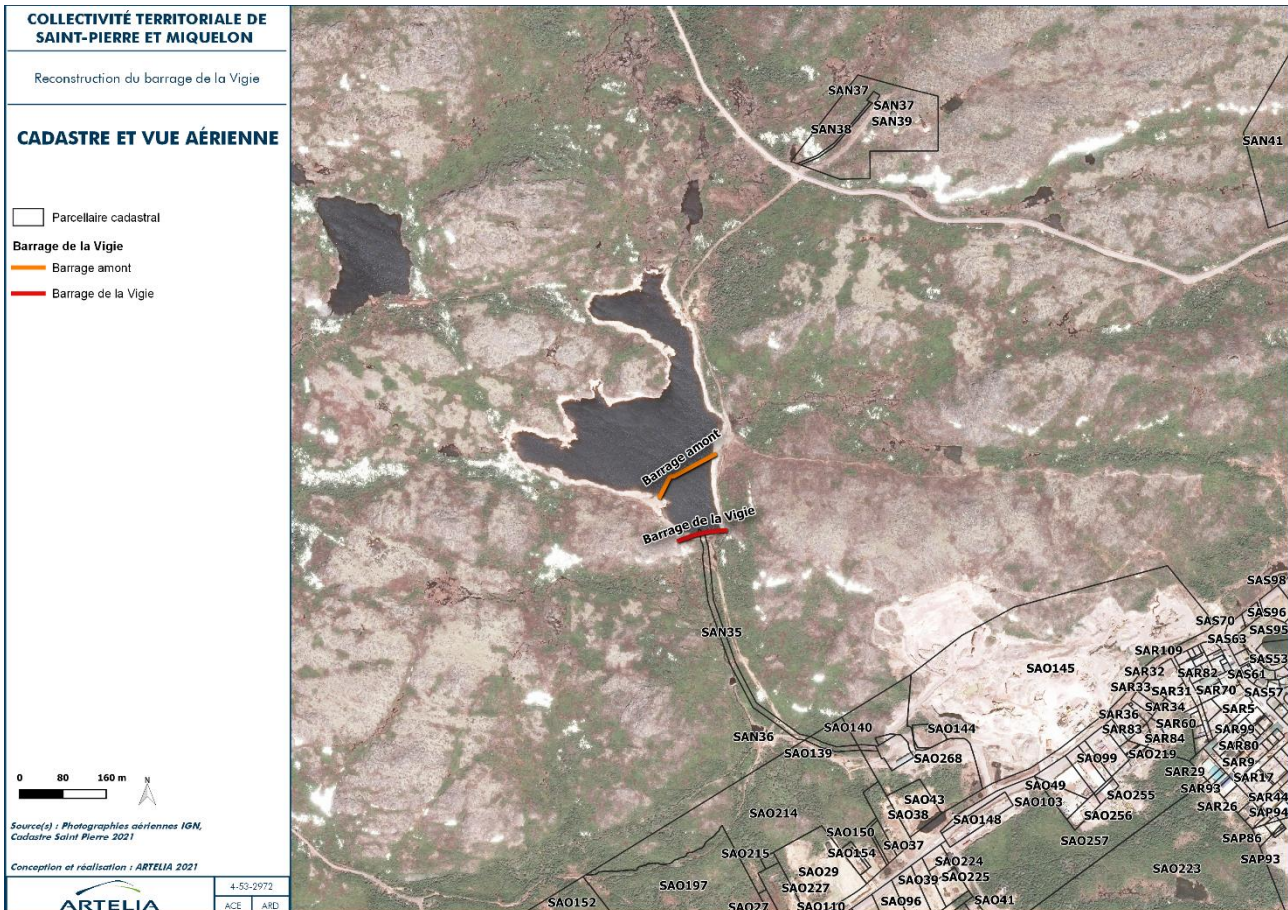 COLLECTIVITÉ TERRITORIALE DE
SAINT-PIERRE ET MIQUELON
Reconstruction du barrage de la Vigie
CADASTRE ET VUE AÉRIENNE
Parcellaire cadastral
Barrage de la Vigie
Barrage amont
Barrage de la Vigie
0 80 160 m
N
Source(s) : Photographies aériennes IGN,
Cadastre Saint Pierre 2021
Conception et réalisation : ARTELIA 2021
ARTELIA
4-53-2972
ACE ARD
SAN37
SAN37
SAN39
SAN38
SAN41
Barrage amont
Barrage de la Vigie
SAN35
SAN36
SAO139
SAO140
SAO144
SAO268
SAO145
SAS98
SAS96
SAS95
SAS70
SAS63
SAS53
SAS61
SAS57
SAR109
SAR32
SAR82
SAR33
SAR31
SAR70
SAR34
SAR5
SAR36
SAR60
SAR83
SAR84
SAR99
SAR80
SAO219
SAO99
SAR9
SAR29
SAR17
SAR93
SAR44
SAR26
SAP94
SAP86
SAP93
SAO49
SAO103
SAO255
SAO256
SAO257
SAO223
SAO43
SAO38
SAO148
SAO214
SAO150
SAO37
SAO154
SAO215
SAO29
SAO224
SAO39
SAO225
SAO197
SAO227
SAO152
SAO27
SAO110
SAO96
SAO41